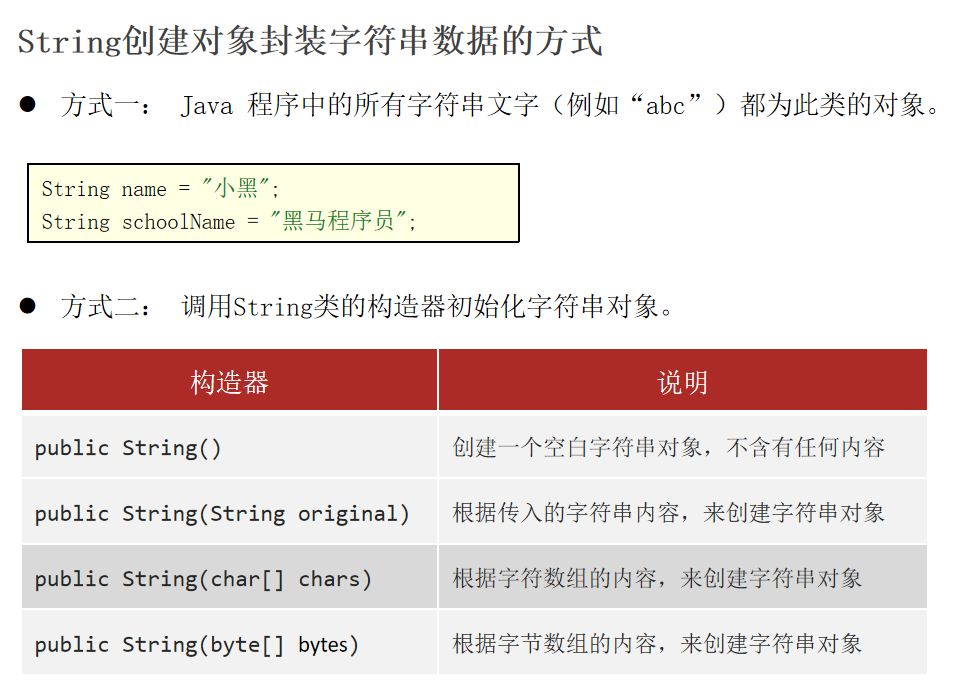 String创建对象封装字符串数据的方式
● 方式一： Java 程序中的所有字符串文字（例如“abc”）都为此类的对象。
String name = "小黑";
String schoolName = "黑马程序员";
● 方式二： 调用String类的构造器初始化字符串对象。
构造器 说明
public String() 创建一个空白字符串对象，不含有任何内容
public String(String original) 根据传入的字符串内容，来创建字符串对象
public String(char[] chars) 根据字符数组的内容，来创建字符串对象
public String(byte[] bytes) 根据字节数组的内容，来创建字符串对象